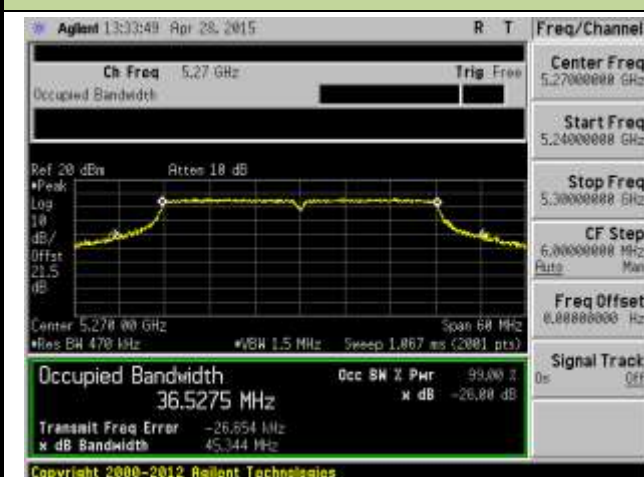 Agilent 13:33:49 Apr 28, 2015 R T
Freq/Channel
Ch Freq 5.27 GHz Trig Free
Occupied Bandwidth
Center Freq
5.27000000 GHz
Start Freq
5.24000000 GHz
Stop Freq
5.30000000 GHz
CF Step
6.00000000 MHz
Auto Man
Freq Offset
0.00000000 Hz
Signal Track
On Off
Ref 20 dBm Atten 10 dB
•Peak
Log
10
dB/
Offst
21.5
dB
Center 5.270 00 GHz Span 60 MHz
•Res BW 470 kHz •VBW 1.5 MHz Sweep 1.067 ms (2001 pts)
Occupied Bandwidth
36.5275 MHz
Occ BW % Pwr 99.00 %
x dB -26.00 dB
Transmit Freq Error -26.654 kHz
x dB Bandwidth 45.344 MHz
Copyright 2000-2012 Agilent Technologies